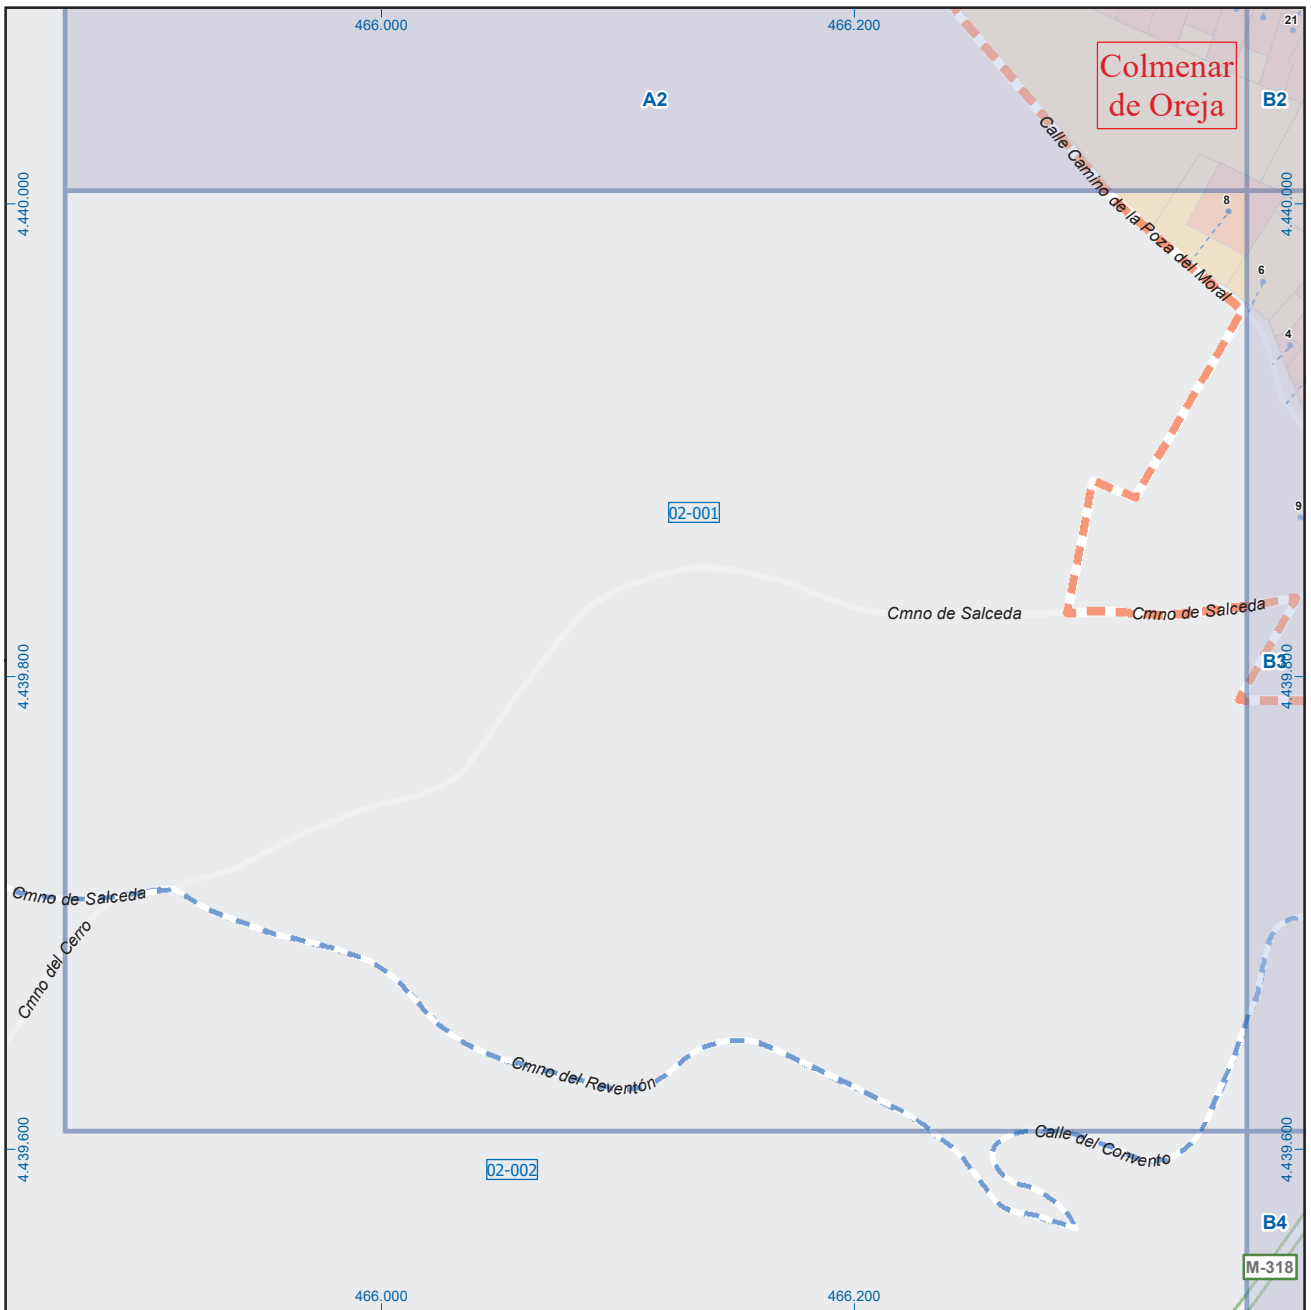 466.000
466.200
21
Colmenar
de Oreja
A2
B2
Calle Camino de la Poza del Moral
4.440.000
4.440.000
8
6
4
02-001
9
Cmno de Salceda
Cmno de Salceda
4.439.800
B3
4.439.800
Cmno de Salceda
Cmno del Cerro
Cmno del Reventón
4.439.600
Calle del Convento
4.439.600
02-002
B4
M-318
466.000
466.200